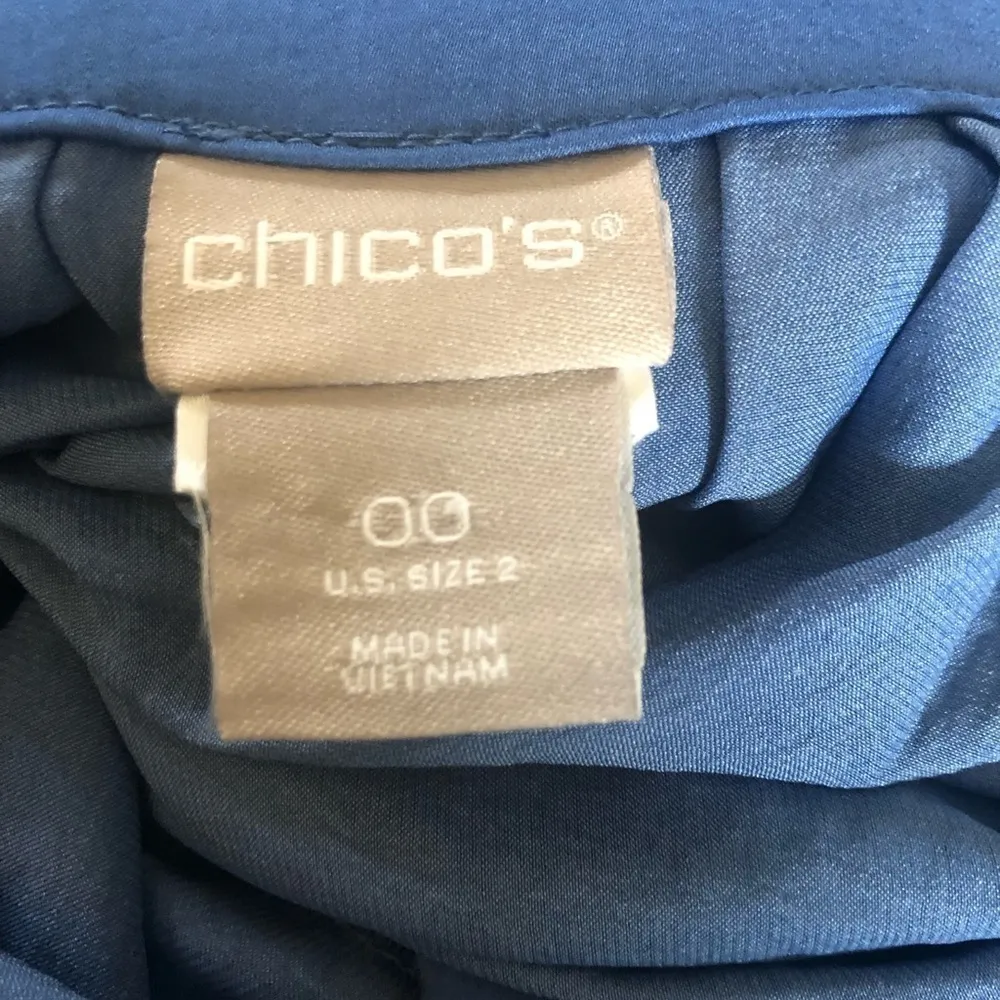 chico's®
00
U.S. SIZE 2
MADE IN
VIETNAM